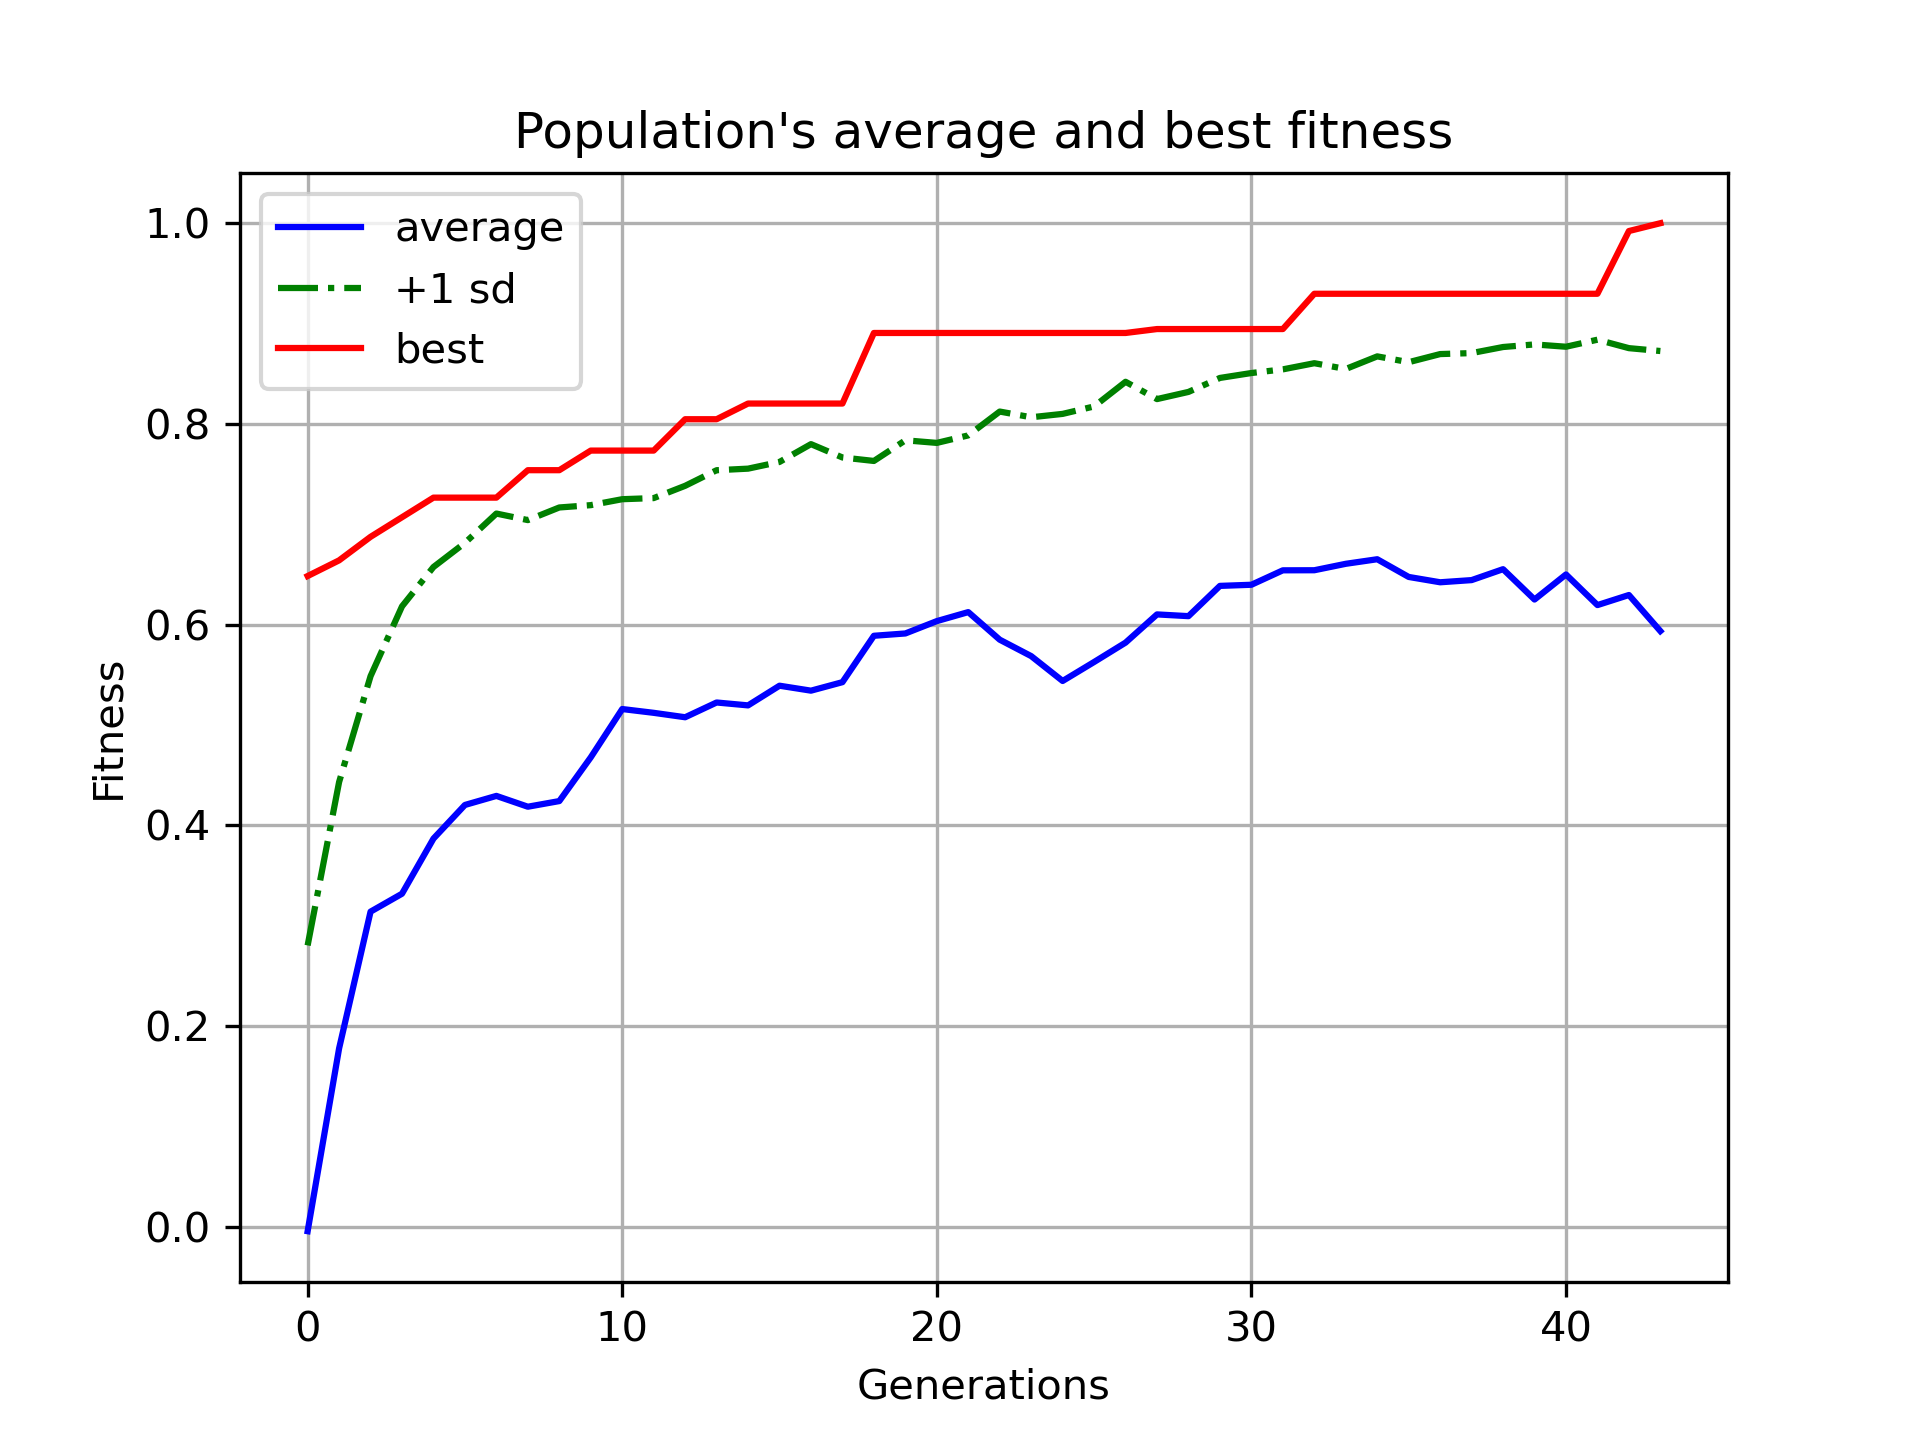 Population's average and best fitness
average
+1 sd
best
1.0
0.8
0.6
0.4
0.2
0.0
Fitness
0 10 20 30 40
Generations